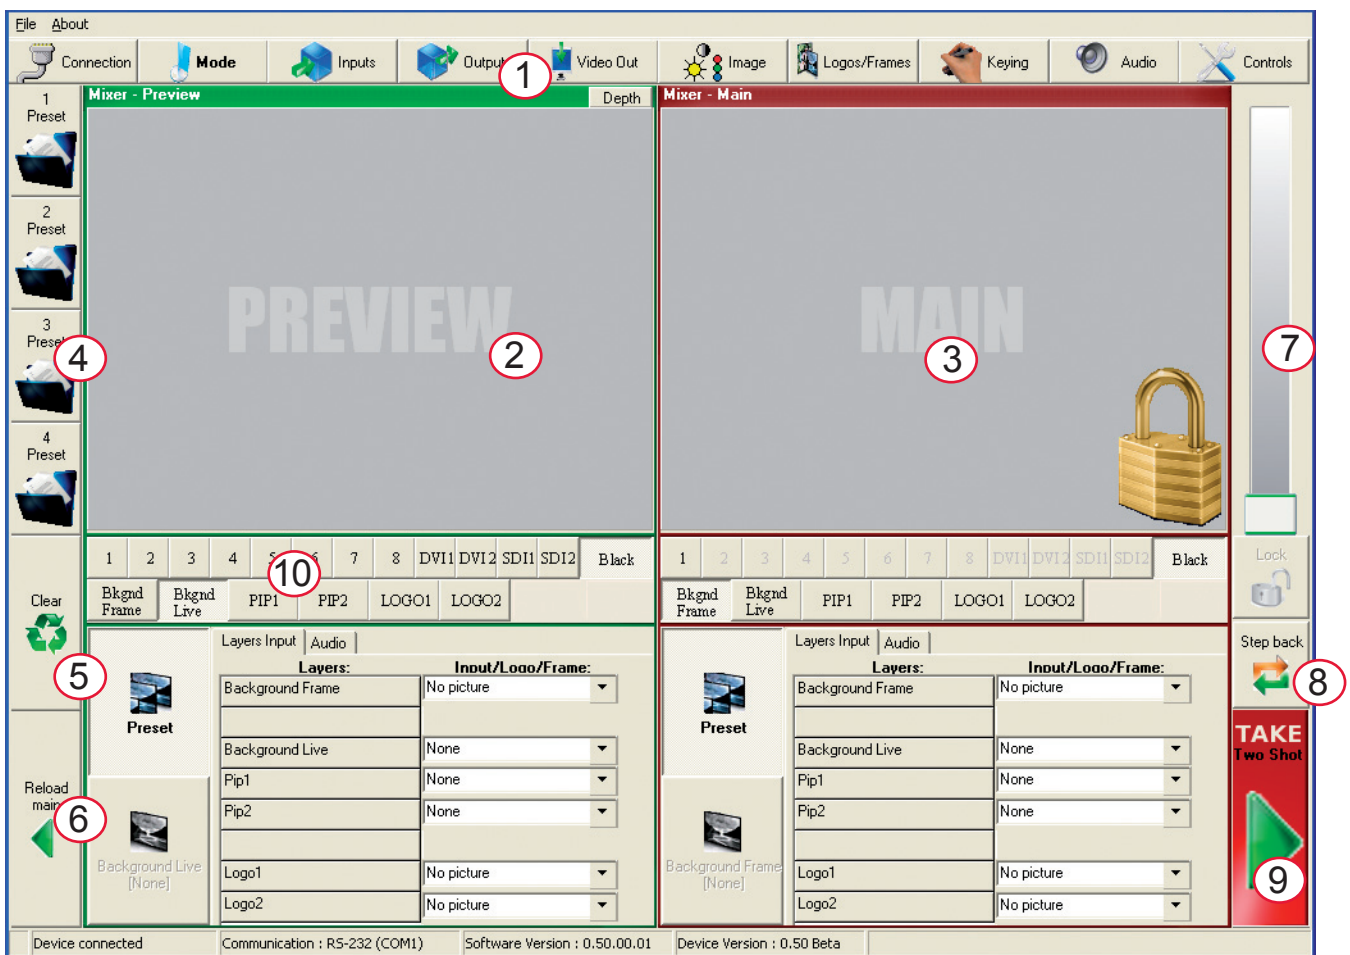 File About
Connection Mode Inputs Output Video Out Image Logos/Frames Keying Audio Controls
1
1 Preset
2 Preset
3 Preset
4 Preset
4
Clear
5
Reload main
6
Mixer - Preview Depth
PREVIEW
2
1 2 3 4 5 6 7 8 DVI1 DVI2 SDI1 SDI2 Black
10
Bkgnd Frame Bkgnd Live PIP1 PIP2 LOGO1 LOGO2
Preset
Background Live [None]
Layers Input Audio
Layers: Input/Logo/Frame:
Background Frame No picture
Background Live None
Pip1 None
Pip2 None
Logo1 No picture
Logo2 No picture
Mixer - Main
MAIN
3
1 2 3 4 5 6 7 8 DVI1 DVI2 SDI1 SDI2 Black
Bkgnd Frame Bkgnd Live PIP1 PIP2 LOGO1 LOGO2
Preset
Background Frame [None]
Layers Input Audio
Layers: Input/Logo/Frame:
Background Frame No picture
Background Live None
Pip1 None
Pip2 None
Logo1 No picture
Logo2 No picture
7
Lock
Step back
8
TAKE
Two Shot
9
Device connected Communication : RS-232 (COM1) Software Version : 0.50.00.01 Device Version : 0.50 Beta